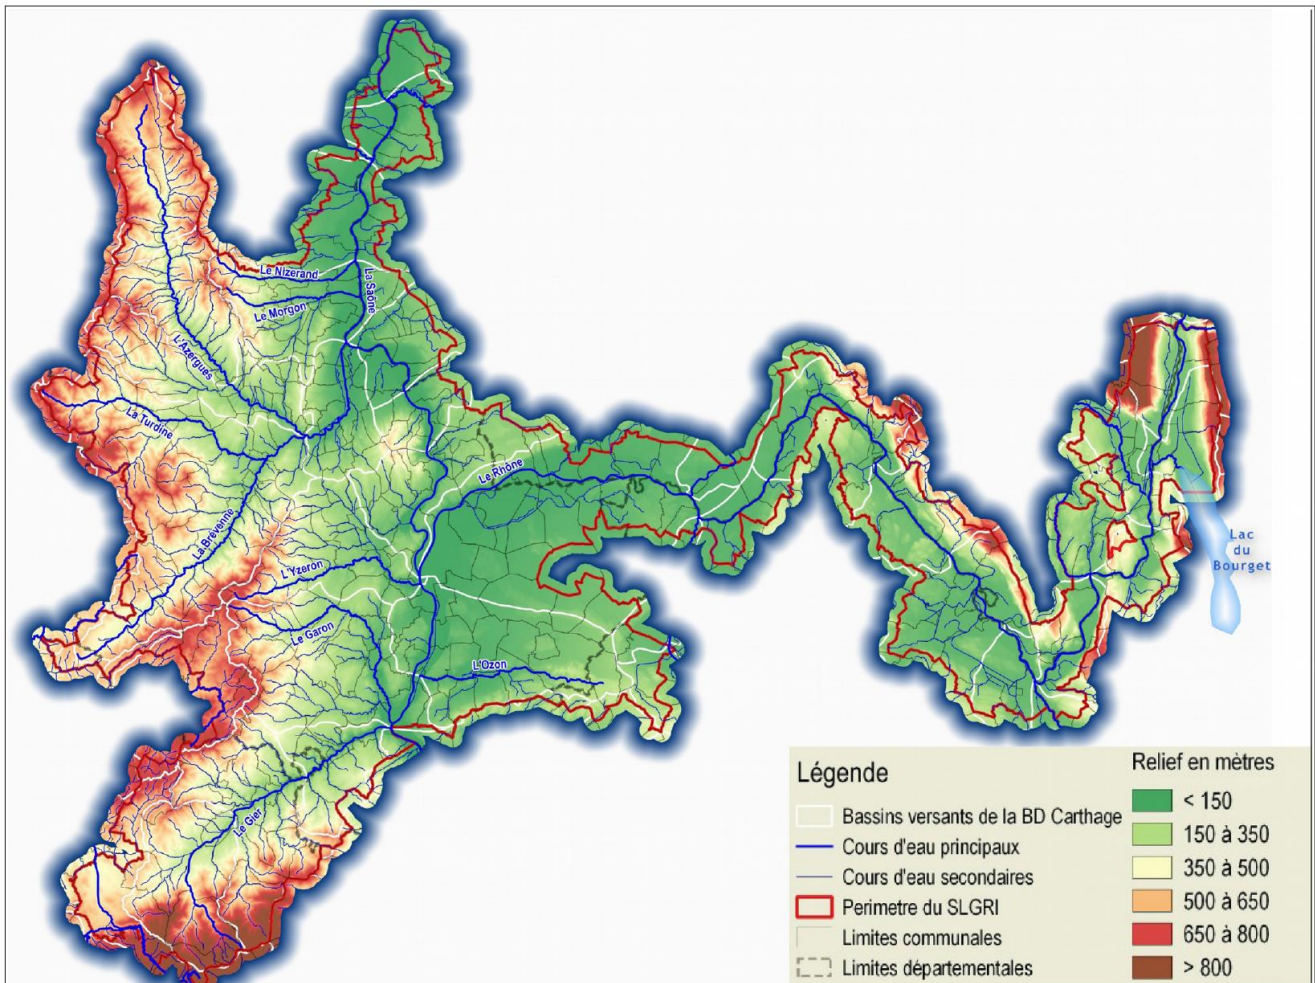 Le Nizerand
La Saône
Le Morgon
L'Azergues
La Turdine
Le Rhône
La Brévenne
L'Yzeron
Le Garon
L'Ozon
Le Gier
Lac
du
Bourget
Légende
Bassins versants de la BD Carthage
Cours d'eau principaux
Cours d'eau secondaires
Perimetre du SLGRI
Limites communales
Limites départementales
Relief en mètres
< 150
150 à 350
350 à 500
500 à 650
650 à 800
> 800